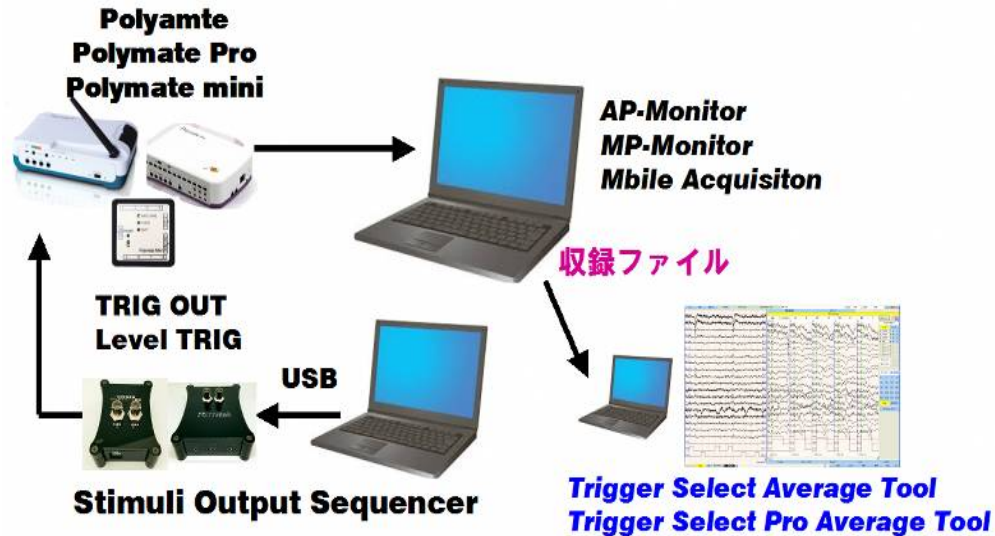 Polyamte
Polymate Pro
Polymate mini
AP-Monitor
MP-Monitor
Mbile Acquisiton
収録ファイル
TRIG OUT
Level TRIG
USB
Stimuli Output Sequencer
Trigger Select Average Tool
Trigger Select Pro Average Tool